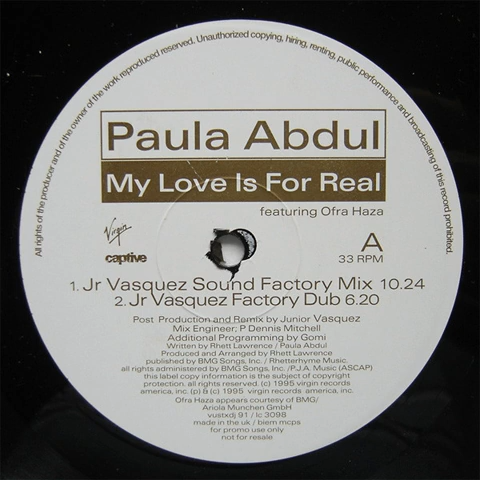 All rights of the producer and of the owner of the work reproduced reserved. Unauthorized copying, hiring, renting, public performance and broadcasting of this record prohibited.
Paula Abdul
My Love Is For Real
featuring Ofra Haza
Virgin
captive
A
33 RPM
1. Jr Vasquez Sound Factory Mix 10.24
2. Jr Vasquez Factory Dub 6.20
Post Production and Remix by Junior Vasquez
Mix Engineer; P Dennis Mitchell
Additional Programming by Gomi
Written by Rhett Lawrence / Paula Abdul
Produced and Arranged by Rhett Lawrence
published by BMG Songs, Inc. / Rhetterhyme Music.
all rights administered by BMG Songs, Inc /P.J.A. Music (ASCAP)
this label copy information is the subject of copyright
protection. all rights reserved. (c) 1995 virgin records
america, inc. (p) & (c) 1995 virgin records america, inc.
Ofra Haza appears courtesy of BMG/
Ariola Munchen GmbH
vustxdj 91 / lc 3098
made in the uk / biem mcps
for promo use only
not for resale